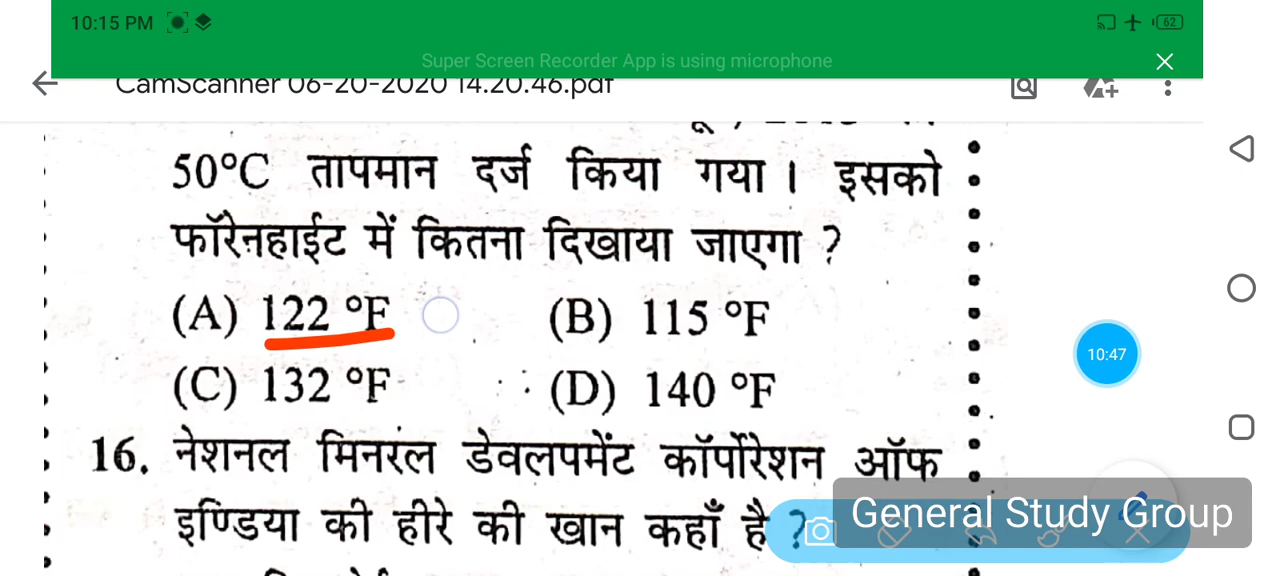 10:15 PM
62
Super Screen Recorder App is using microphone
CamScanner 06-20-2020 14.20.46.pdf
50°C तापमान दर्ज किया गया । इसको
फॉरेनहाईट में कितना दिखाया जाएगा ?
(A) 122 °F (B) 115 °F
10:47
(C) 132 °F (D) 140 °F
16. नेशनल मिनरल डेवलपमेंट कॉर्पोरेशन ऑफ
इण्डिया की हीरे की खान कहाँ है ?
General Study Group